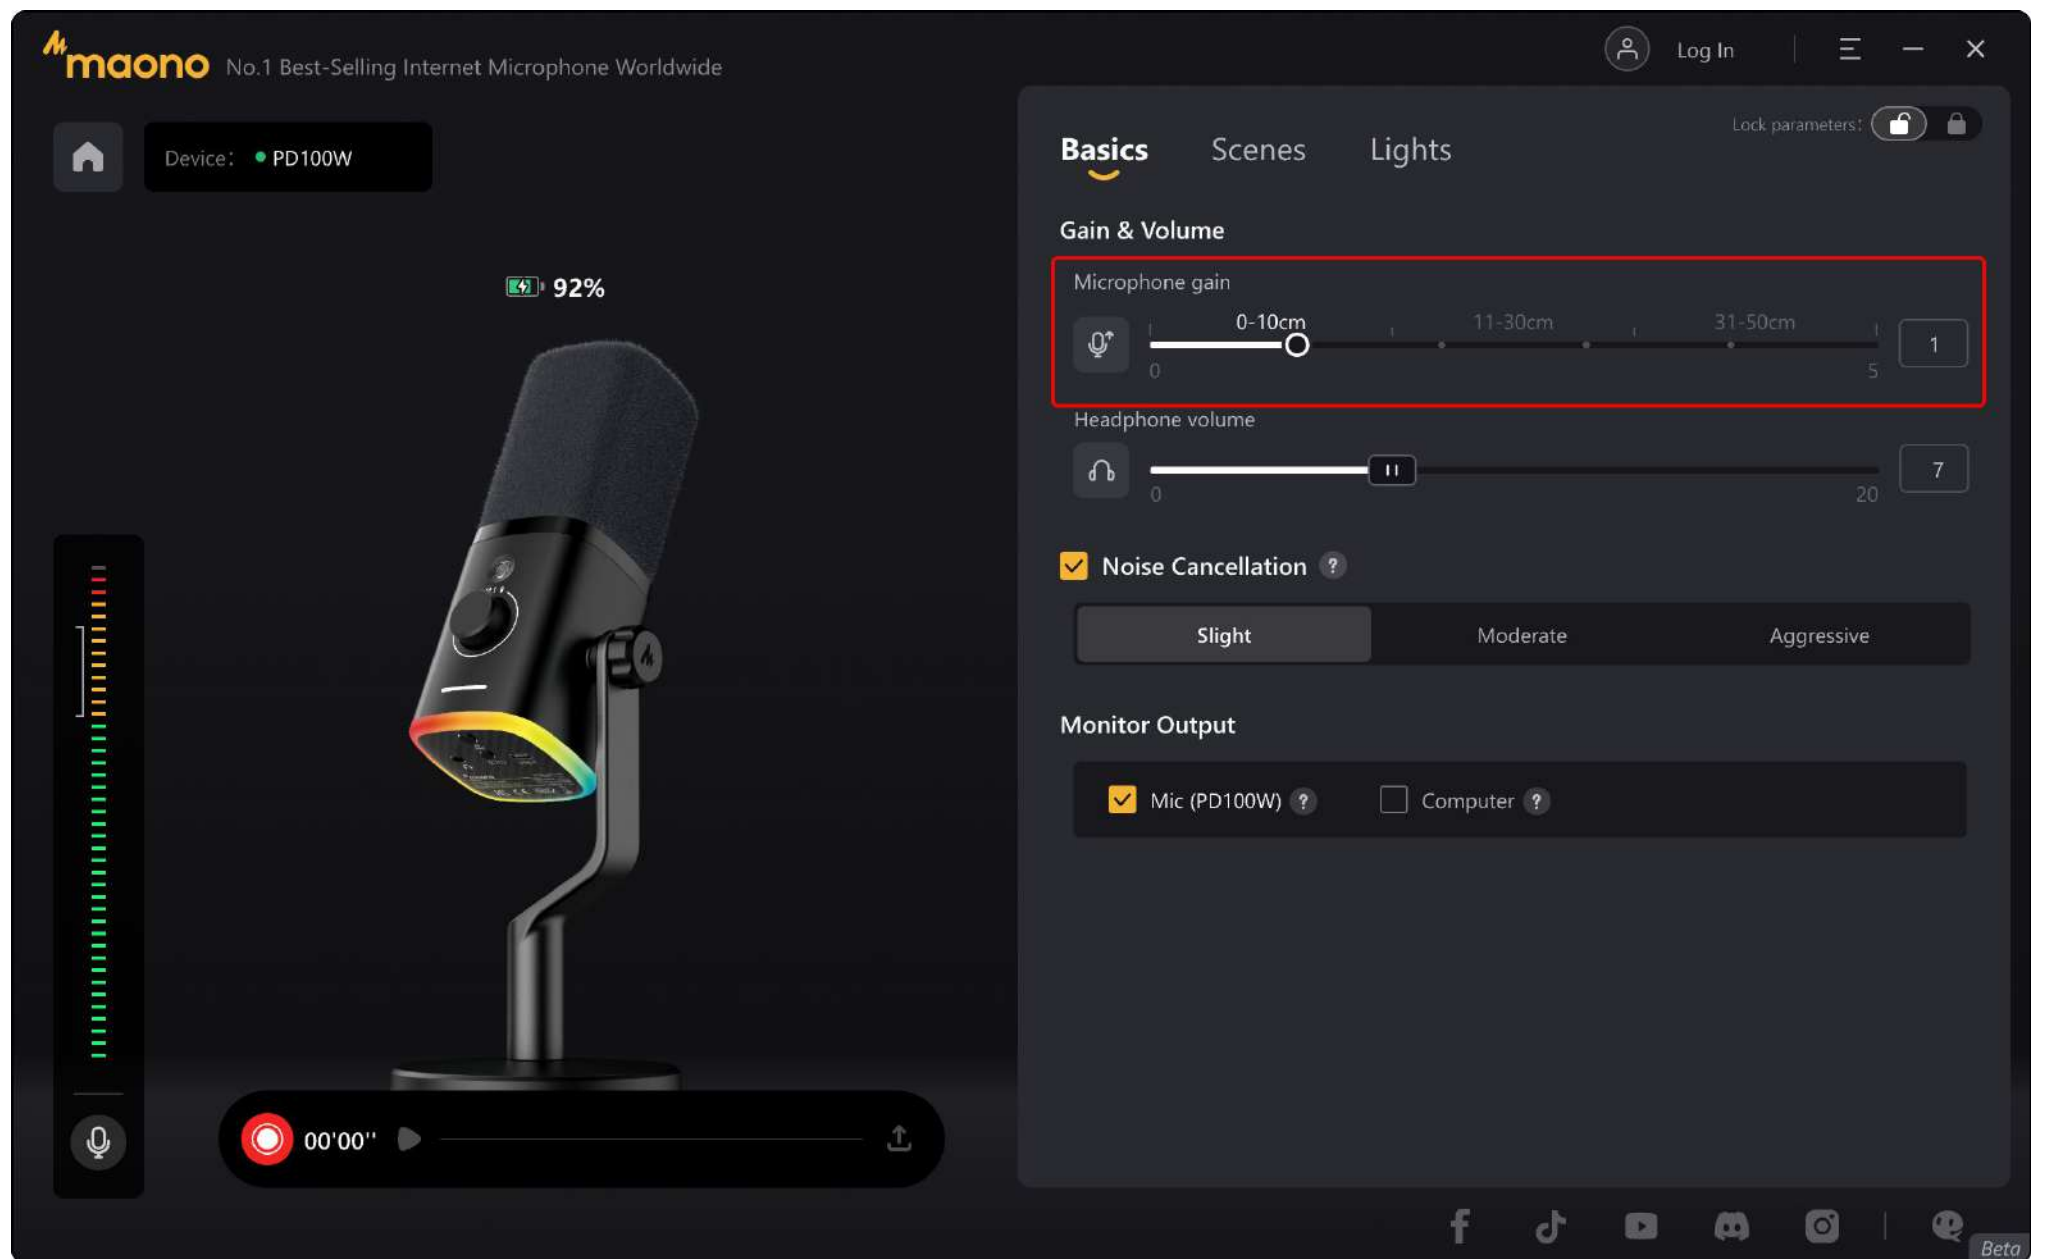 maono No.1 Best-Selling Internet Microphone Worldwide
Log In
Device: PD100W
92%
00'00''
Lock parameters:
Basics Scenes Lights
Gain & Volume
Microphone gain
0-10cm 11-30cm 31-50cm
1
0 5
Headphone volume
7
0 20
Noise Cancellation ?
Slight Moderate Aggressive
Monitor Output
Mic (PD100W) ? Computer ?
Beta